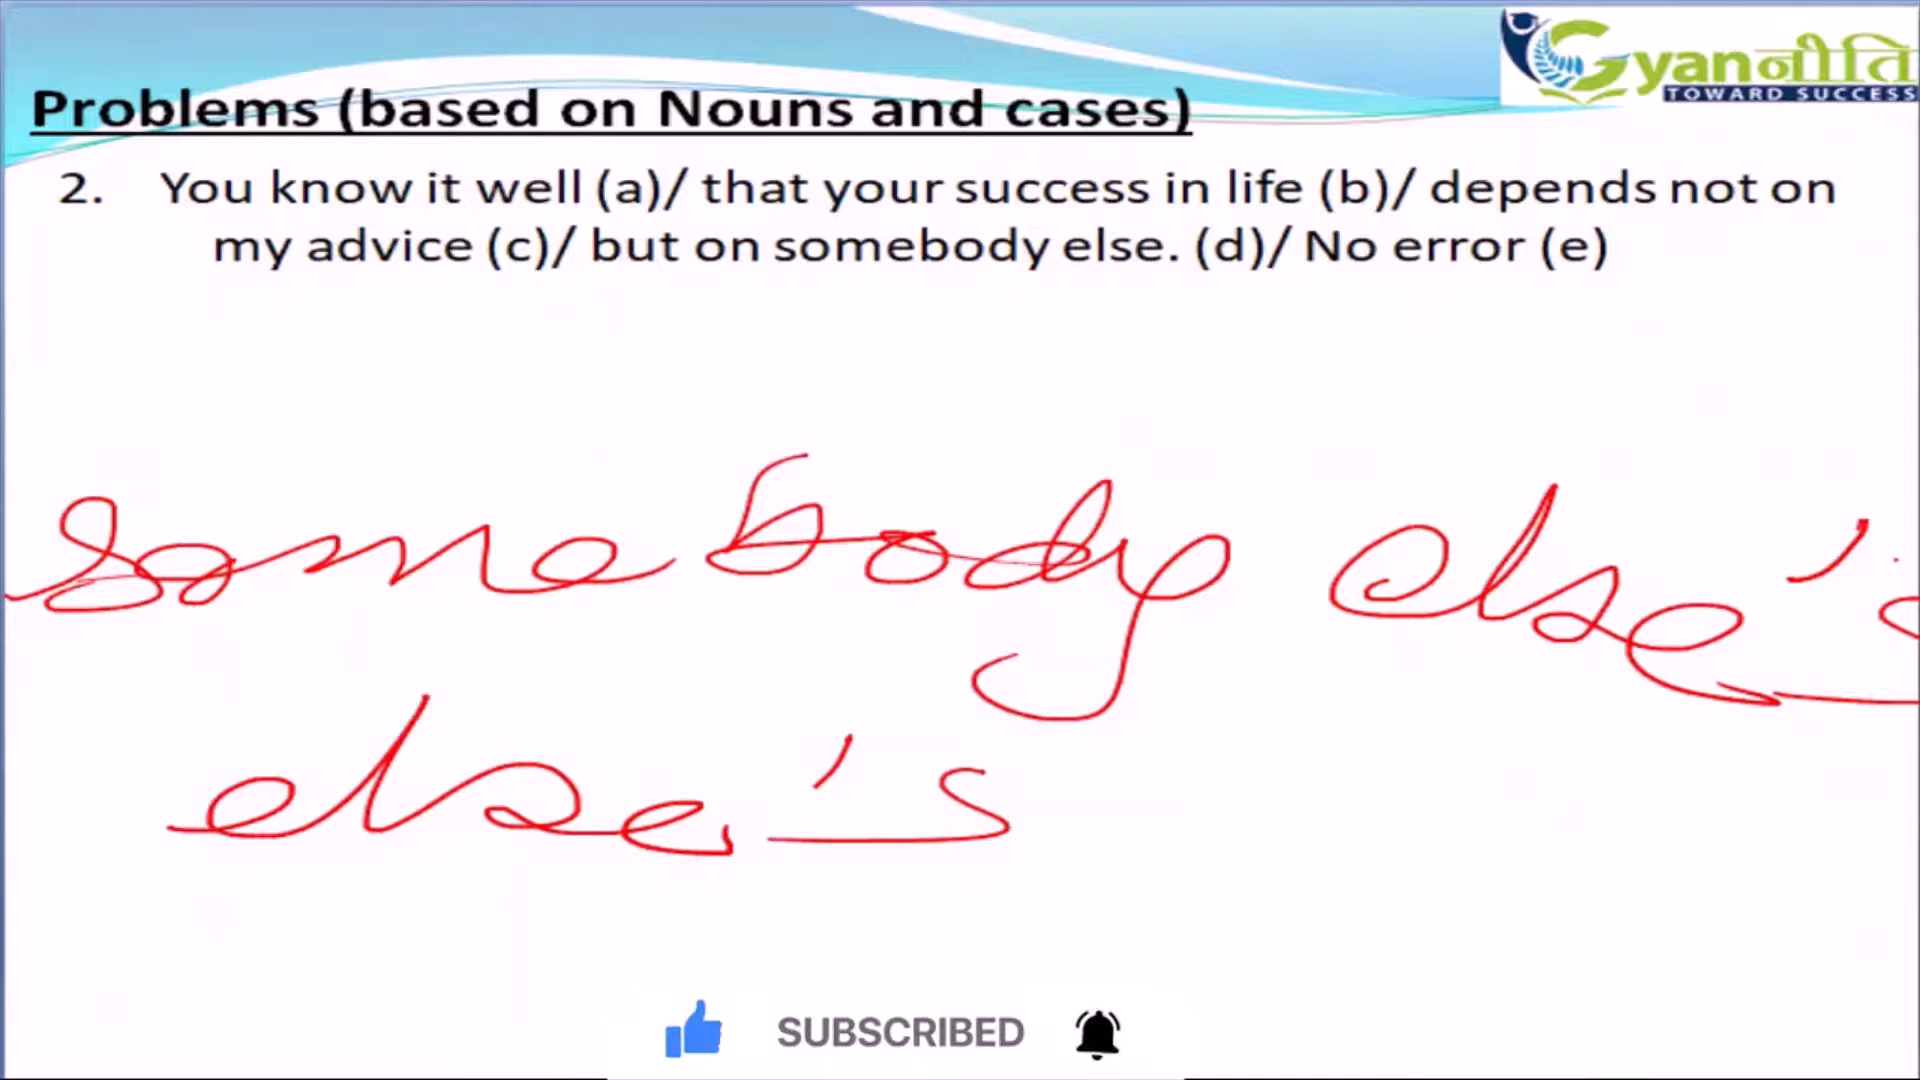 Gyanनीति
TOWARD SUCCESS
Problems (based on Nouns and cases)
2. You know it well (a)/ that your success in life (b)/ depends not on
my advice (c)/ but on somebody else. (d)/ No error (e)
somebody else's
else's
SUBSCRIBED